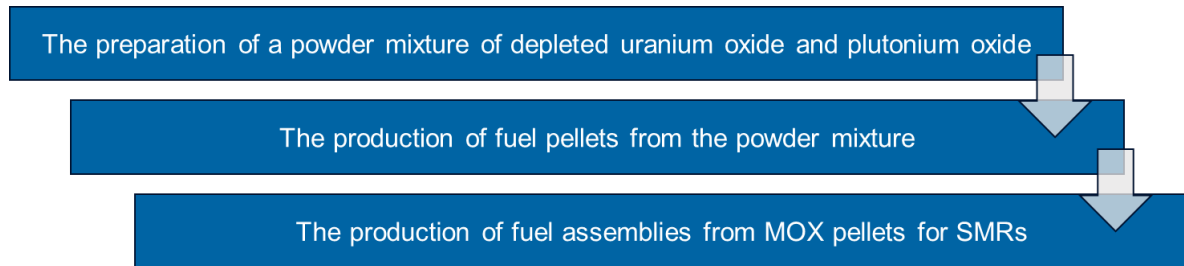 The preparation of a powder mixture of depleted uranium oxide and plutonium oxide
The production of fuel pellets from the powder mixture
The production of fuel assemblies from MOX pellets for SMRs